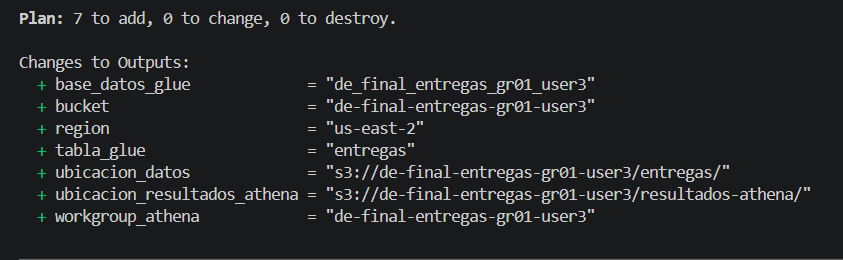 Plan: 7 to add, 0 to change, 0 to destroy.
Changes to Outputs:
+ base_datos_glue = "de_final_entregas_gr01_user3"
+ bucket = "de-final-entregas-gr01-user3"
+ region = "us-east-2"
+ tabla_glue = "entregas"
+ ubicacion_datos = "s3://de-final-entregas-gr01-user3/entregas/"
+ ubicacion_resultados_athena = "s3://de-final-entregas-gr01-user3/resultados-athena/"
+ workgroup_athena = "de-final-entregas-gr01-user3"